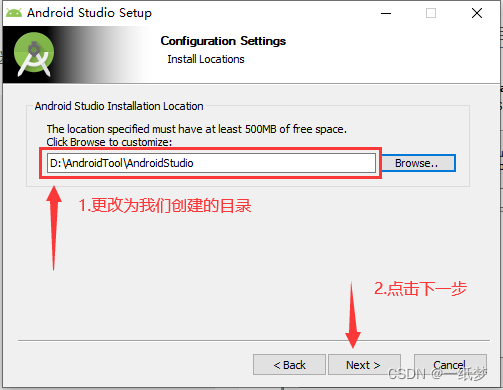 Android Studio Setup
Configuration Settings
Install Locations
Android Studio Installation Location
The location specified must have at least 500MB of free space.
Click Browse to customize:
D:\AndroidTool\AndroidStudio
Browse..
1.更改为我们创建的目录
2.点击下一步
< Back
Next >
Cancel
CSDN @一纸梦